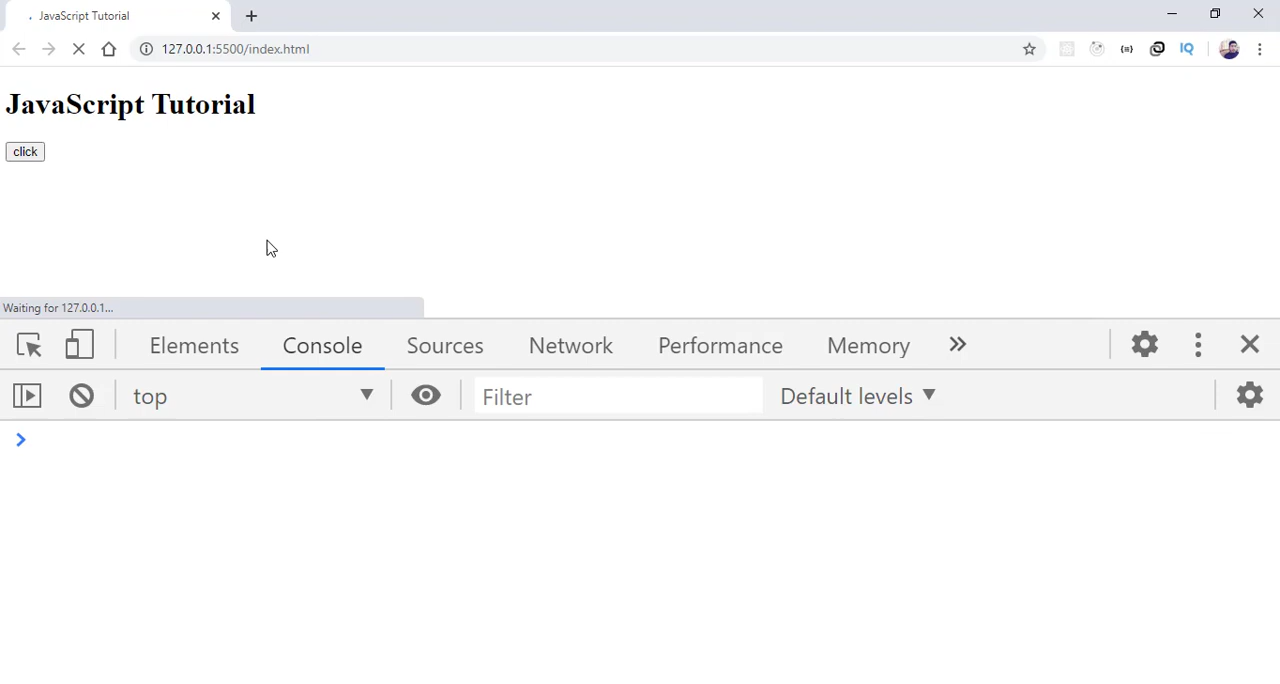 JavaScript Tutorial
127.0.0.1:5500/index.html
{=}
IQ
JavaScript Tutorial
click
Waiting for 127.0.0.1...
Elements Console Sources Network Performance Memory
top Filter Default levels